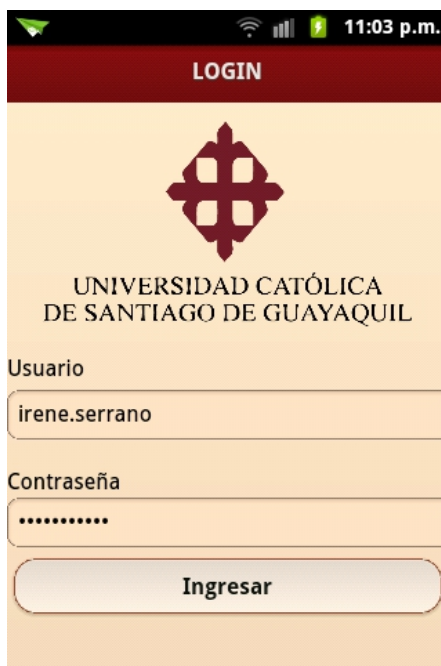 11:03 p.m.
LOGIN
UNIVERSIDAD CATÓLICA
DE SANTIAGO DE GUAYAQUIL
Usuario
irene.serrano
Contraseña
•••••••••••
Ingresar